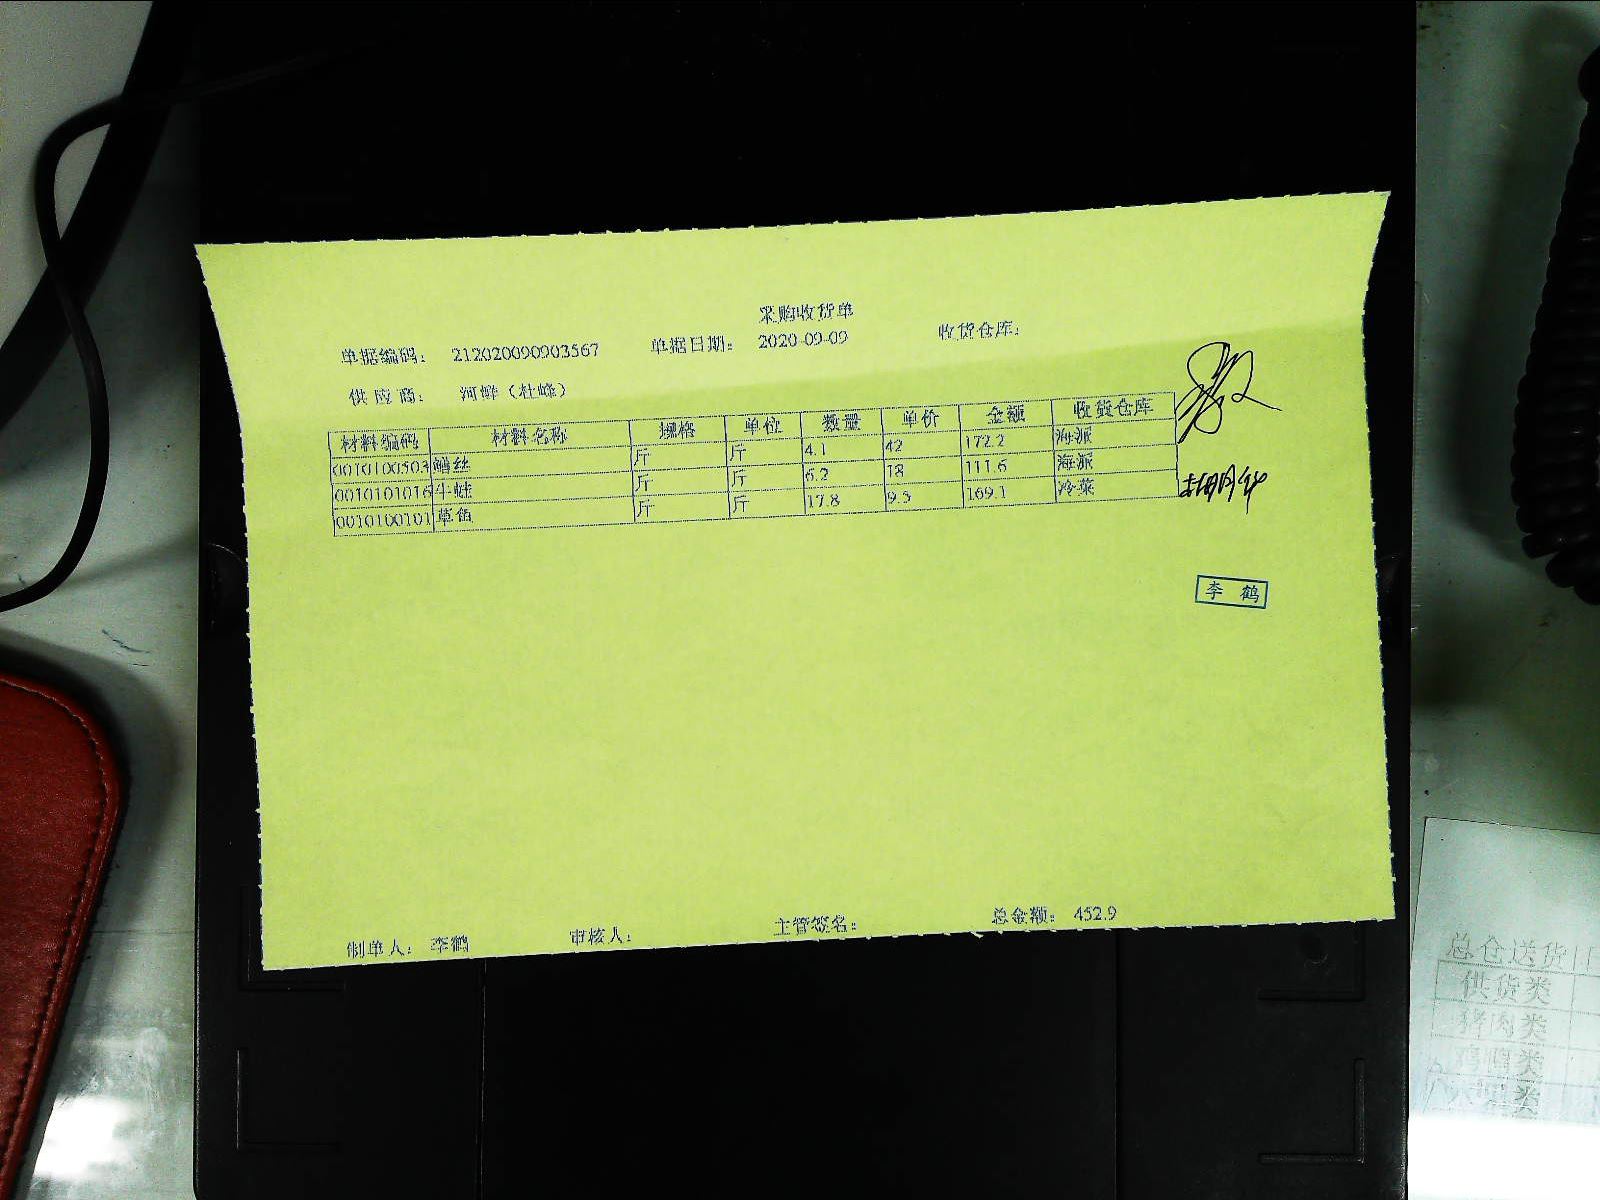 采购收货单
单据编码: 212020090903567 单据日期: 2020-09-09 收货仓库:
供应商: 河鲜（杜峰）
材料编码 材料名称 规格 单位 数量 单价 金额 收货仓库
0010100503 鳝丝 斤 斤 4.1 42 172.2 海派
0010101016 牛蛙 斤 斤 6.2 18 111.6 海派
0010100101 草鱼 斤 斤 17.8 9.5 169.1 冷菜
李鹤
制单人: 李鹤 审核人: 主管签名: 总金额: 452.9
总仓送货
供货类
猪肉类
鸡鸭类